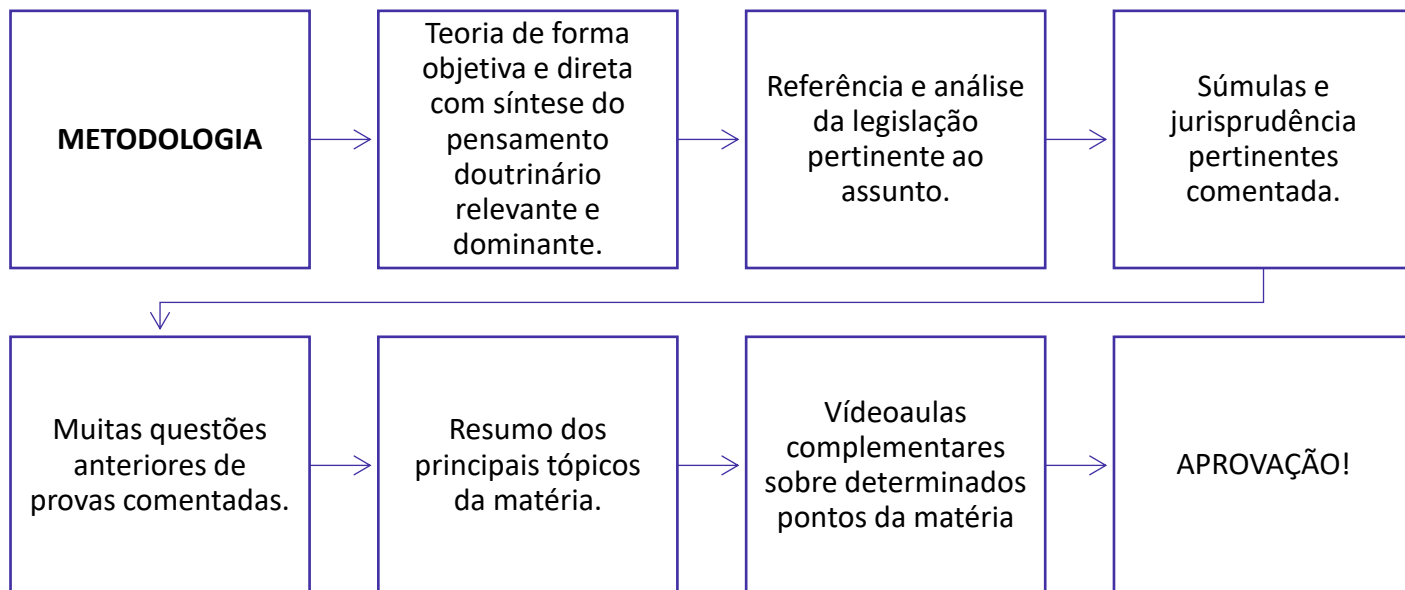 METODOLOGIA
Teoria de forma
objetiva e direta
com síntese do
pensamento
doutrinário
relevante e
dominante.
Referência e análise
da legislação
pertinente ao
assunto.
Súmulas e
jurisprudência
pertinentes
comentada.
Muitas questões
anteriores de
provas comentadas.
Resumo dos
principais tópicos
da matéria.
Vídeoaulas
complementares
sobre determinados
pontos da matéria
APROVAÇÃO!